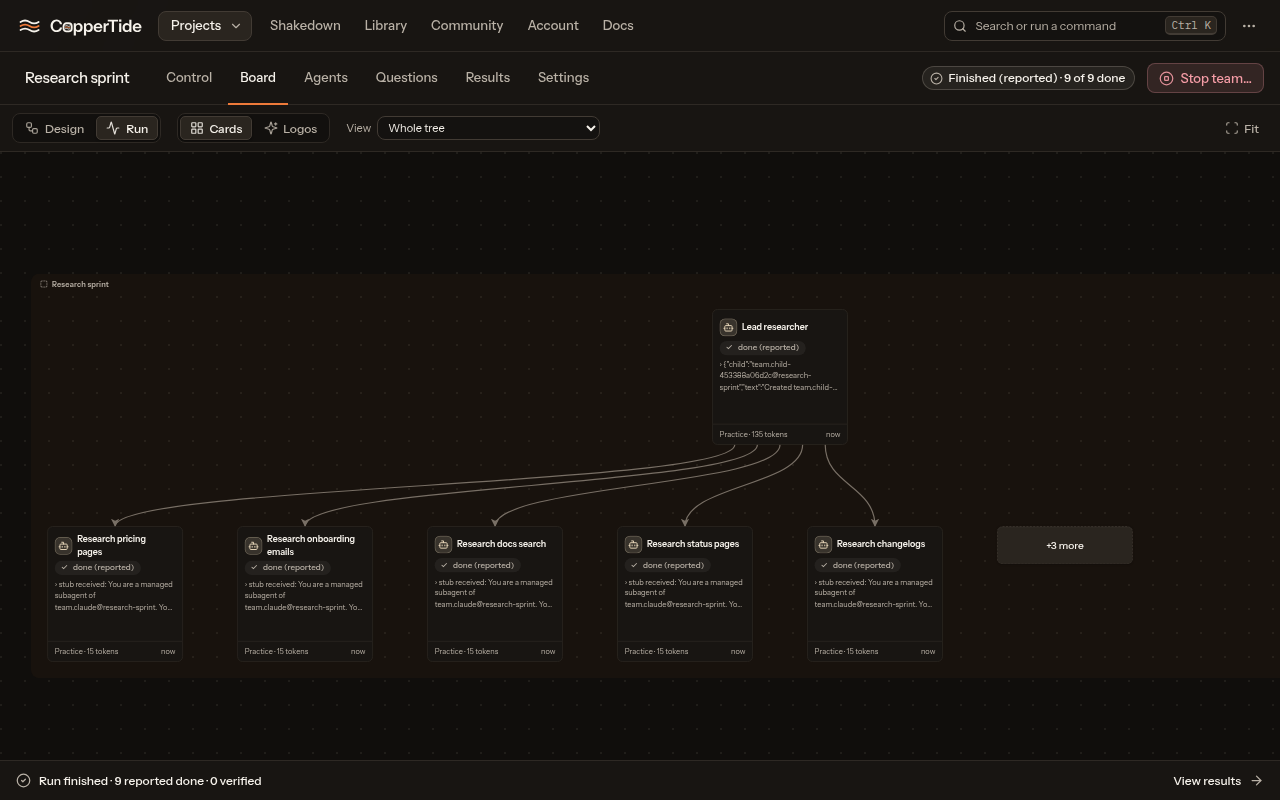 CopperTide
Projects
Shakedown
Library
Community
Account
Docs
Search or run a command
Ctrl K
Research sprint
Control
Board
Agents
Questions
Results
Settings
Finished (reported) · 9 of 9 done
Stop team...
Design
Run
Cards
Logos
View
Whole tree
Fit
Research sprint
Lead researcher
done (reported)
› {"child":"team.child-
453388a06d2c@research-
sprint","text":"Created team.child-...
Practice · 135 tokens
now
Research pricing
pages
done (reported)
› stub received: You are a managed
subagent of
team.claude@research-sprint. Yo...
Practice · 15 tokens
now
Research onboarding
emails
done (reported)
› stub received: You are a managed
subagent of
team.claude@research-sprint. Yo...
Practice · 15 tokens
now
Research docs search
done (reported)
› stub received: You are a managed
subagent of
team.claude@research-sprint. Yo...
Practice · 15 tokens
now
Research status pages
done (reported)
› stub received: You are a managed
subagent of
team.claude@research-sprint. Yo...
Practice · 15 tokens
now
Research changelogs
done (reported)
› stub received: You are a managed
subagent of
team.claude@research-sprint. Yo...
Practice · 15 tokens
now
+3 more
Run finished · 9 reported done · 0 verified
View results